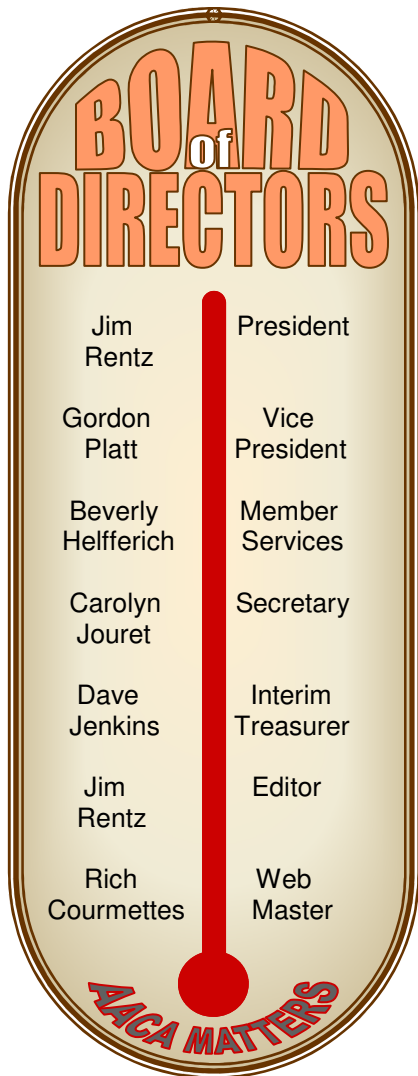 BOARD
of
DIRECTORS
Jim President
Rentz
Gordon Vice
Platt President
Beverly Member
Helfferich Services
Carolyn Secretary
Jouret
Dave Interim
Jenkins Treasurer
Jim Editor
Rentz
Rich Web
Courmettes Master
AACA MATTERS